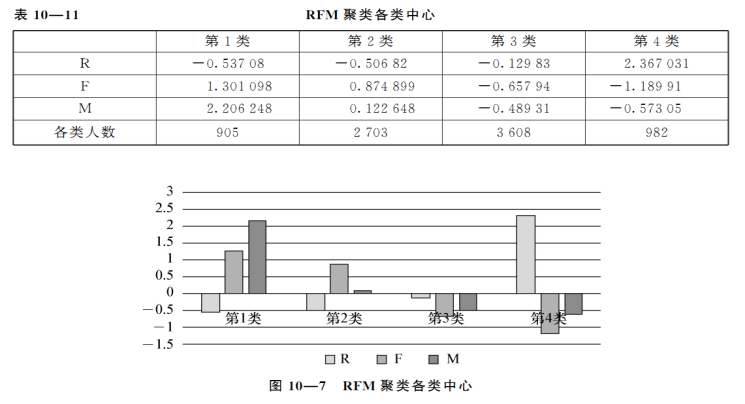 表 10—11 RFM 聚类各类中心
第 1 类 第 2 类 第 3 类 第 4 类
R −0.537 08 −0.506 82 −0.129 83 2.367 031
F 1.301 098 0.874 899 −0.657 94 −1.189 91
M 2.206 248 0.122 648 −0.489 31 −0.573 05
各类人数 905 2 703 3 608 982
3
2.5
2
1.5
1
0.5
0
−0.5
第1类 第2类 第3类 第4类
−1
−1.5
R F M
图 10—7 RFM 聚类各类中心